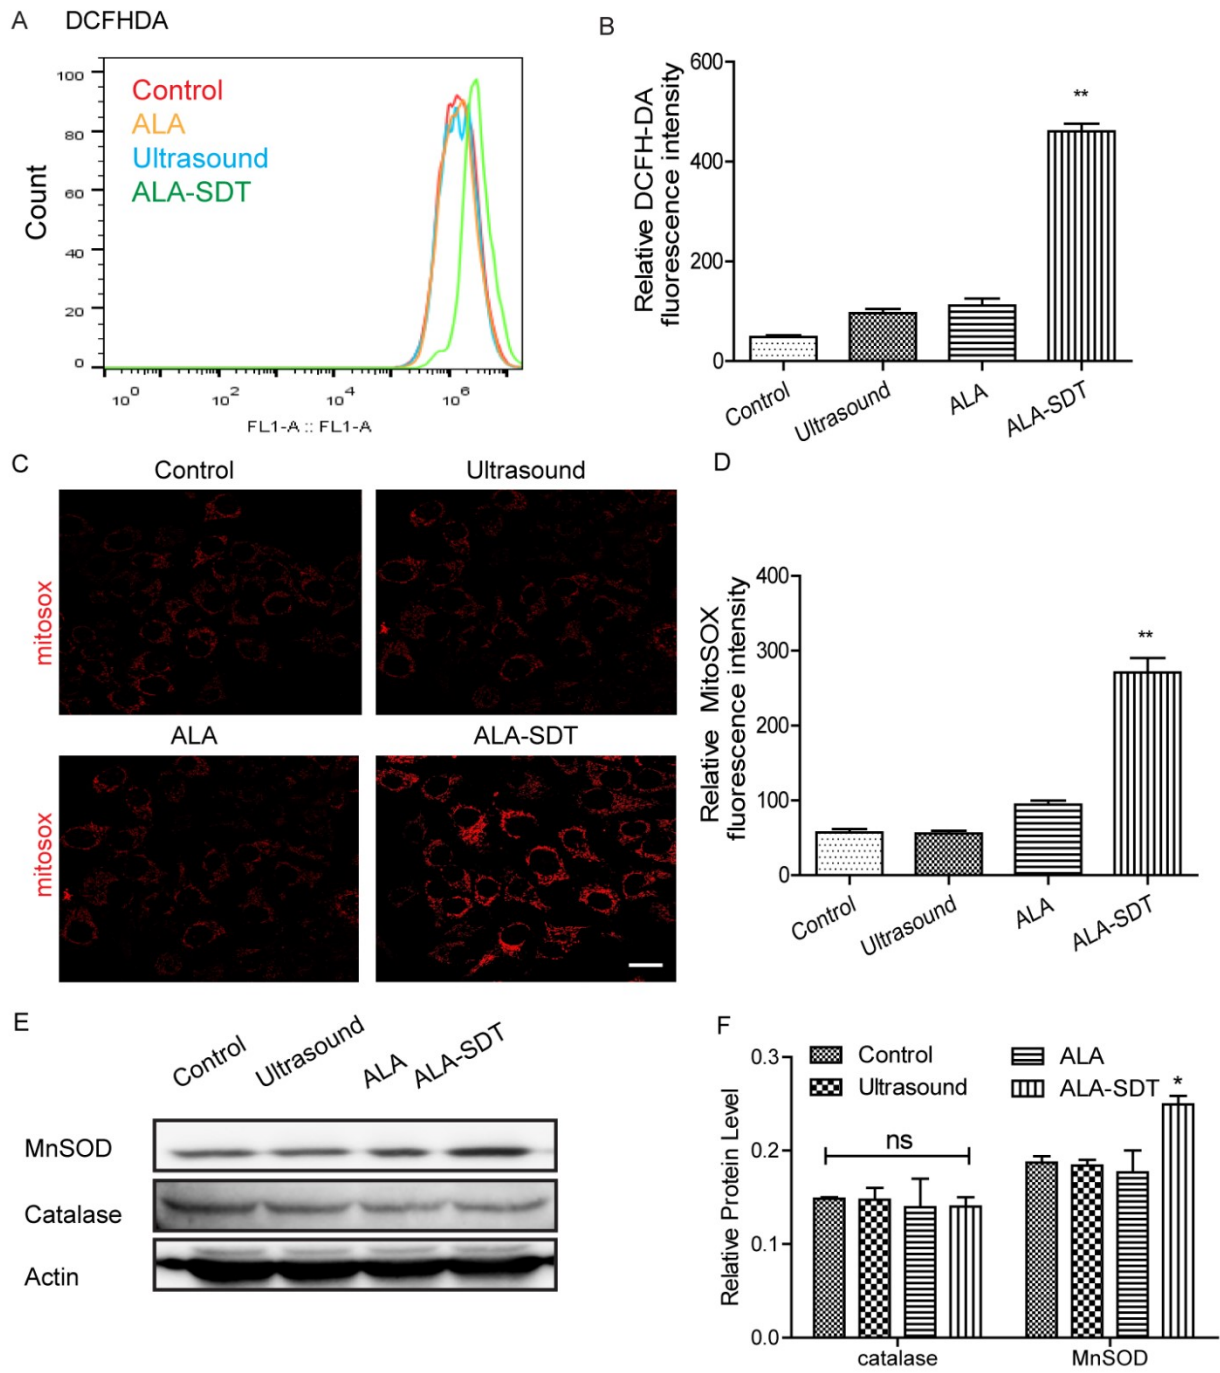 A
DCFHDA
Control
ALA
Ultrasound
ALA-SDT
Count
100
80
60
40
20
0
10^0
10^2
10^4
10^6
FL1-A :: FL1-A
B
Relative DCFH-DA
fluorescence intensity
600
400
200
0
**
Control
Ultrasound
ALA
ALA-SDT
C
Control
Ultrasound
mitosox
ALA
ALA-SDT
mitosox
D
Relative MitoSOX
fluorescence intensity
400
300
200
100
0
**
Control
Ultrasound
ALA
ALA-SDT
E
Control
Ultrasound
ALA
ALA-SDT
MnSOD
Catalase
Actin
F
Control
Ultrasound
ALA
ALA-SDT
Relative Protein Level
0.3
0.2
0.1
0.0
ns
*
catalase
MnSOD